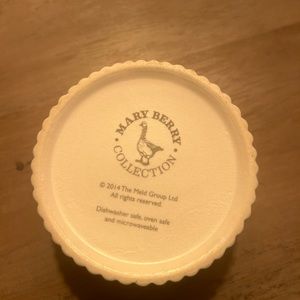 • MARY BERRY •
COLLECTION
© 2014 The Meld Group Ltd
All rights reserved.
Dishwasher safe, oven safe
and microwaveable